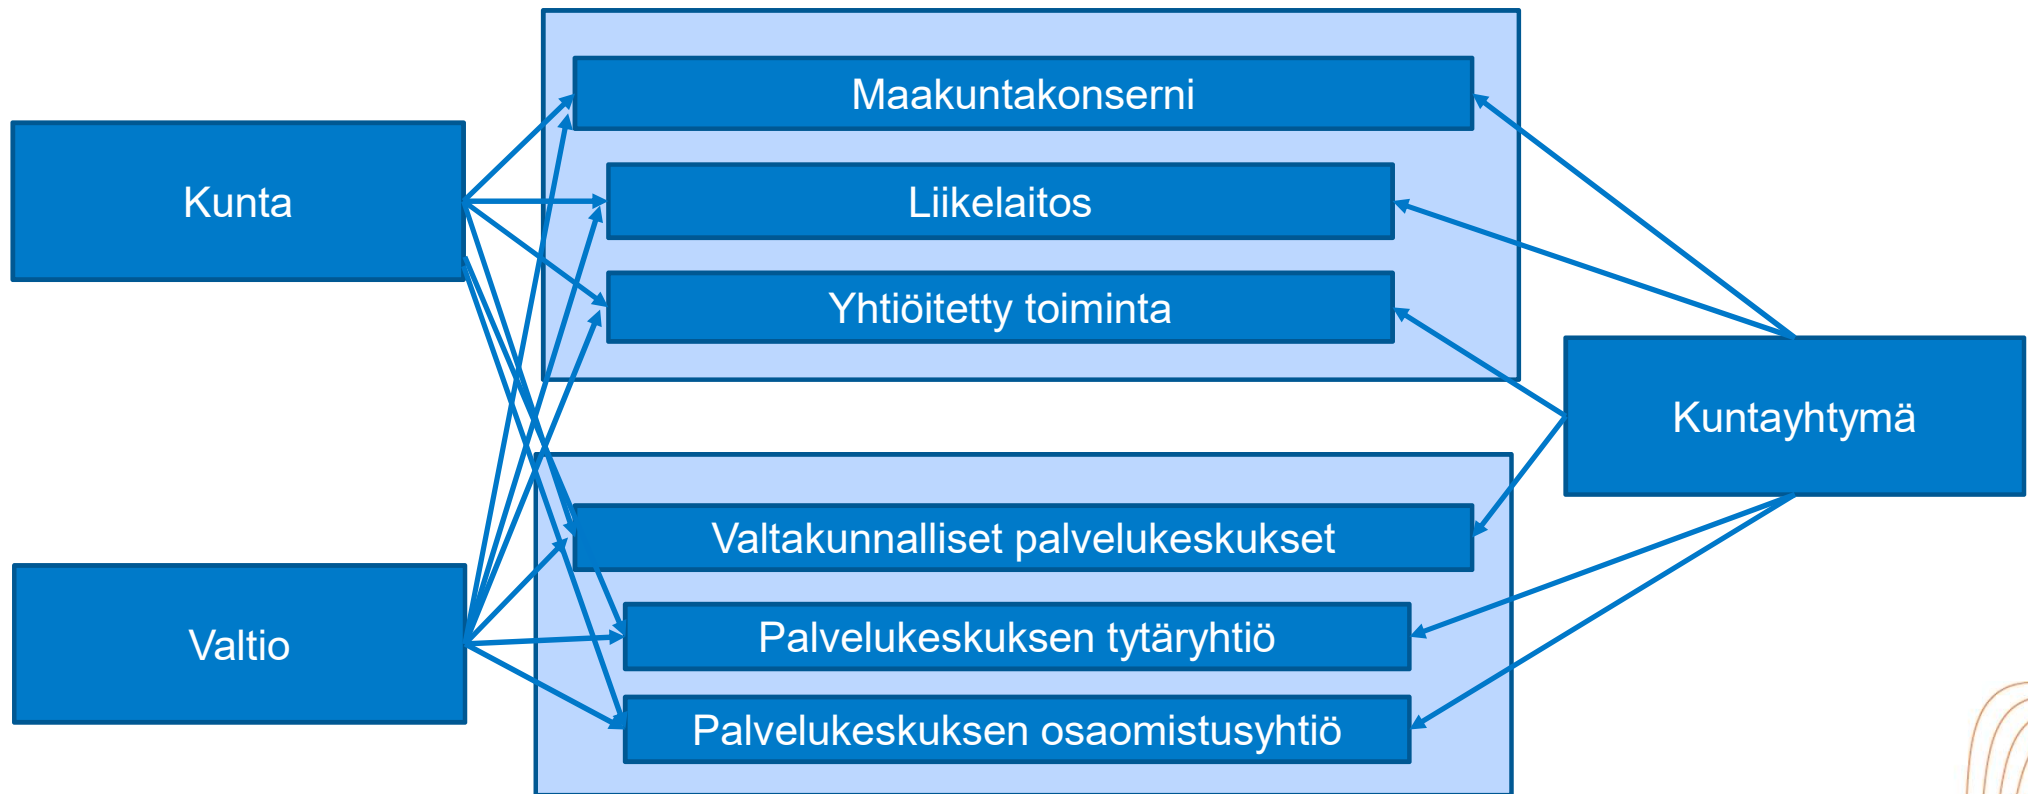 Maakuntakonserni
Kunta
Liikelaitos
Yhtiöitetty toiminta
Kuntayhtymä
Valtakunnalliset palvelukeskukset
Valtio
Palvelukeskuksen tytäryhtiö
Palvelukeskuksen osaomistusyhtiö